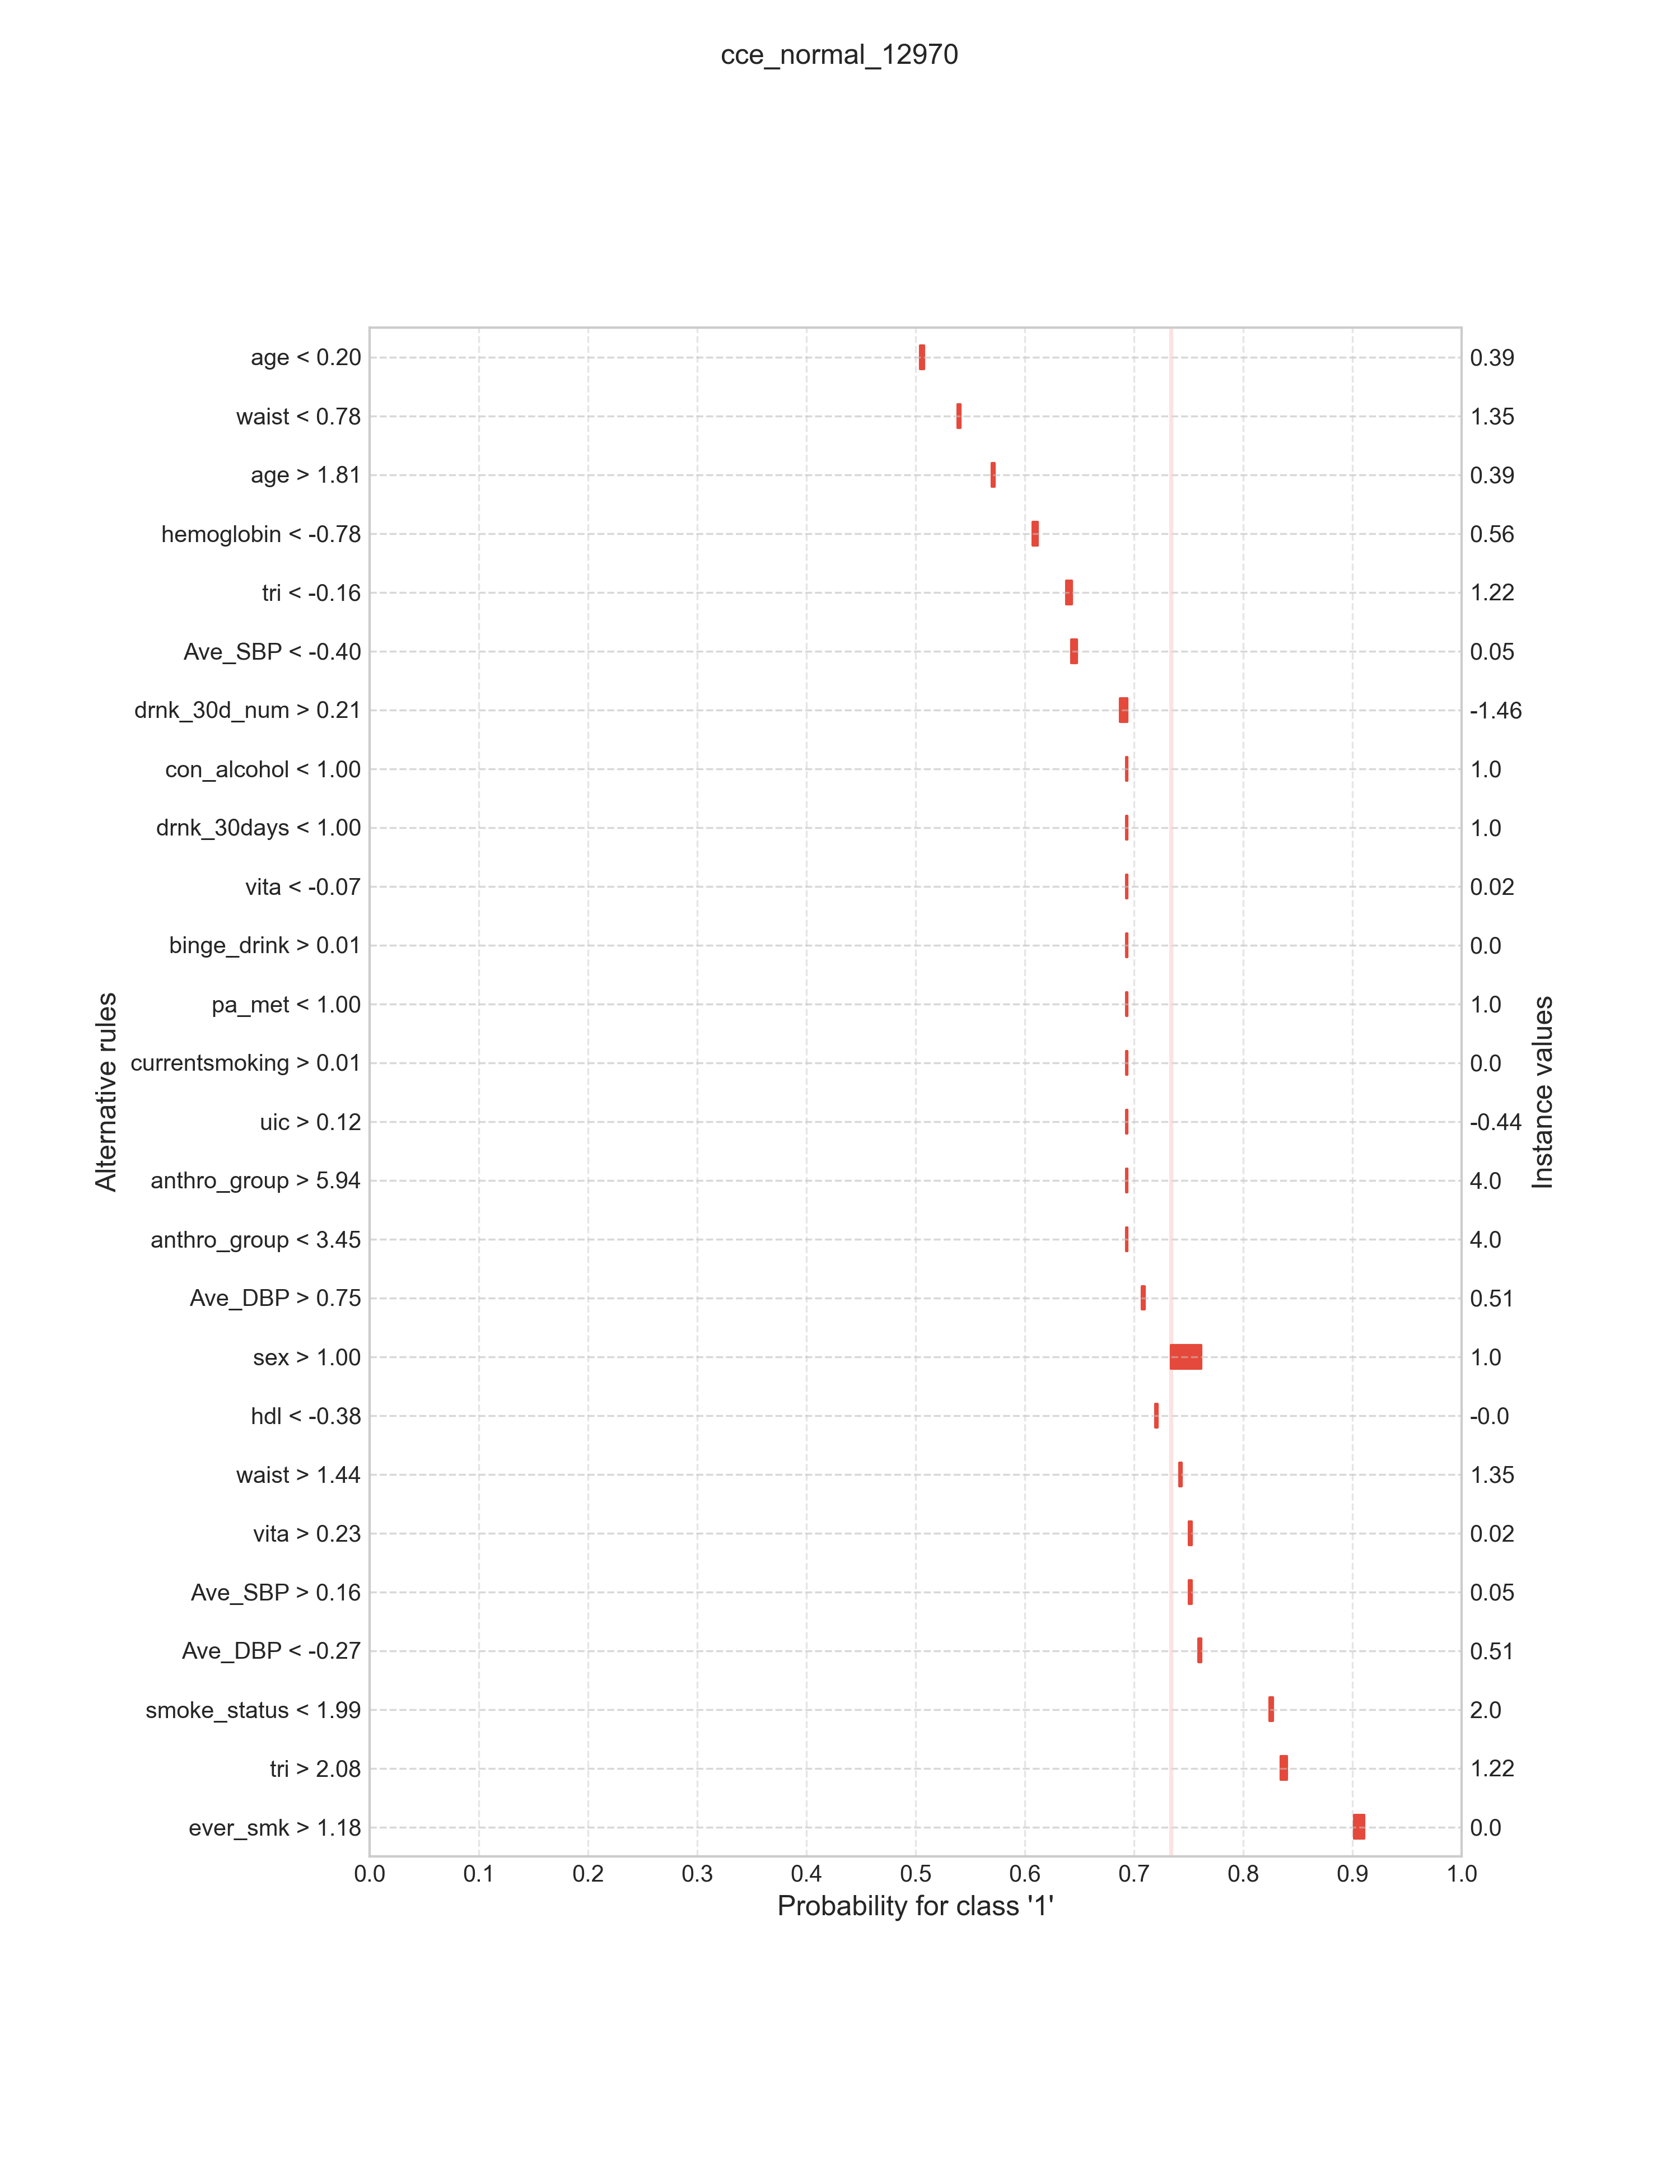 cce_normal_12970
age < 0.20 0.39
waist < 0.78 1.35
age > 1.81 0.39
hemoglobin < -0.78 0.56
tri < -0.16 1.22
Ave_SBP < -0.40 0.05
drnk_30d_num > 0.21 -1.46
con_alcohol < 1.00 1.0
drnk_30days < 1.00 1.0
vita < -0.07 0.02
binge_drink > 0.01 0.0
pa_met < 1.00 1.0
currentsmoking > 0.01 0.0
uic > 0.12 -0.44
anthro_group > 5.94 4.0
anthro_group < 3.45 4.0
Ave_DBP > 0.75 0.51
sex > 1.00 1.0
hdl < -0.38 -0.0
waist > 1.44 1.35
vita > 0.23 0.02
Ave_SBP > 0.16 0.05
Ave_DBP < -0.27 0.51
smoke_status < 1.99 2.0
tri > 2.08 1.22
ever_smk > 1.18 0.0
Alternative rules
Instance values
0.0 0.1 0.2 0.3 0.4 0.5 0.6 0.7 0.8 0.9 1.0
Probability for class '1'